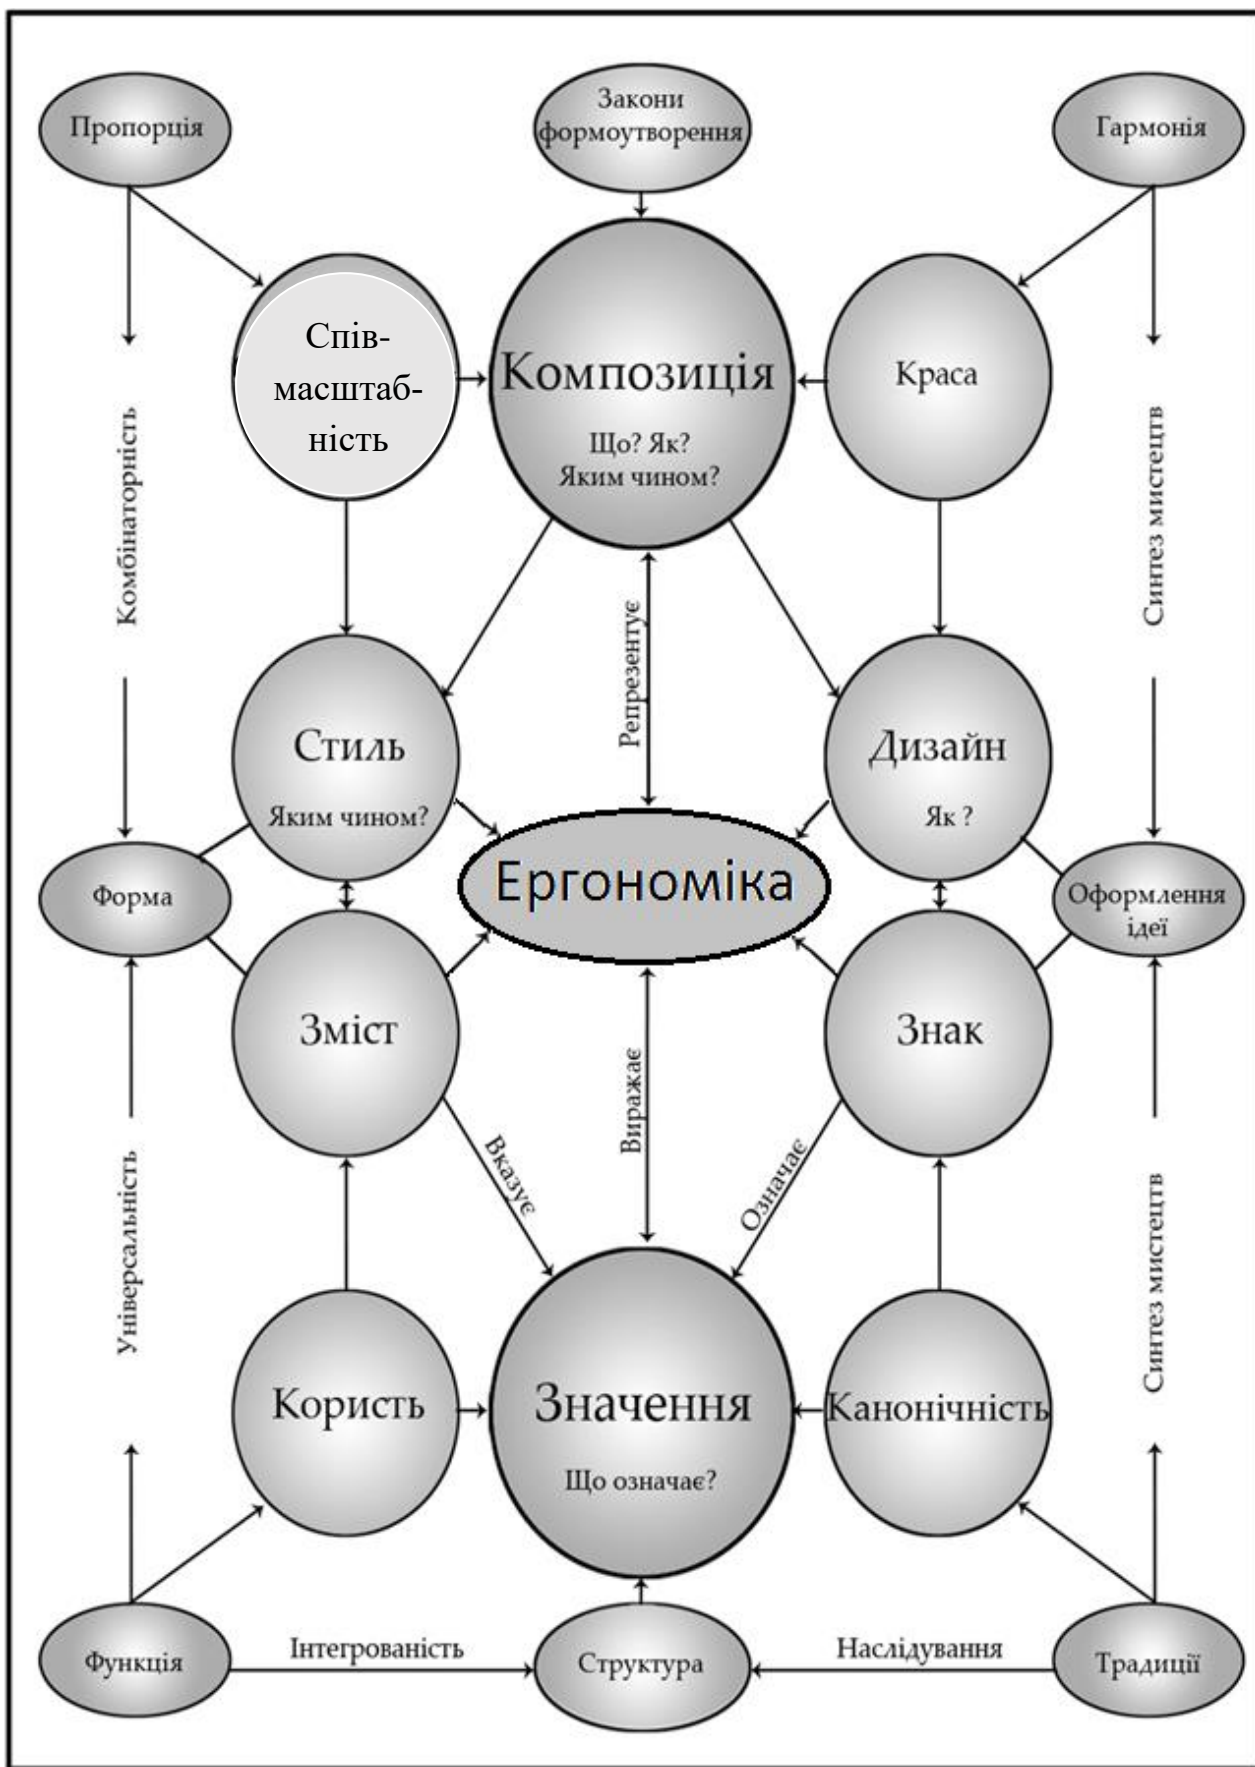 Пропорція
Закони
формоутворення
Гармонія
Спів-
масштаб-
ність
Композиція
Що? Як?
Яким чином?
Краса
Комбінаторність
Синтез мистецтв
Репрезентує
Стиль
Яким чином?
Дизайн
Як ?
Ергономіка
Форма
Оформлення
ідеї
Зміст
Знак
Виражає
Вказує
Означає
Універсальність
Синтез мистецтв
Користь
Значення
Що означає?
Канонічність
Функція
Інтегрованість
Структура
Наслідування
Традиції